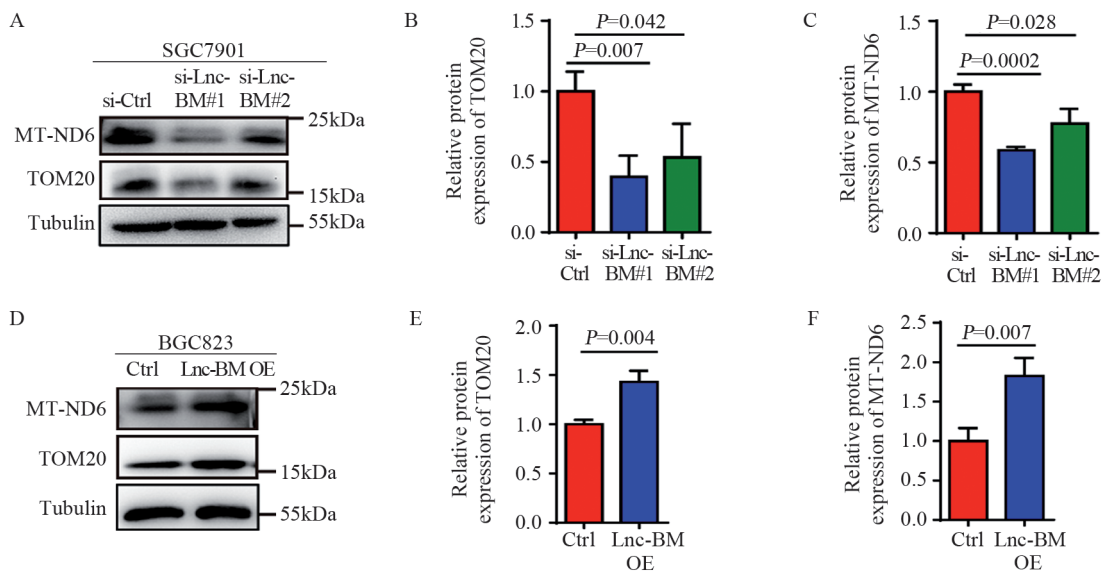 A
SGC7901
si-Ctrl
si-Lnc-
BM#1
si-Lnc-
BM#2
MT-ND6
25kDa
TOM20
15kDa
Tubulin
55kDa
B
Relative protein
expression of TOM20
P=0.042
P=0.007
1.5
1.0
0.5
0.0
si-
Ctrl
si-Lnc-
BM#1
si-Lnc-
BM#2
C
Relative protein
expression of MT-ND6
P=0.028
P=0.0002
1.5
1.0
0.5
0.0
si-
Ctrl
si-Lnc-
BM#1
si-Lnc-
BM#2
D
BGC823
Ctrl Lnc-BM OE
MT-ND6
25kDa
TOM20
15kDa
Tubulin
55kDa
E
Relative protein
expression of TOM20
P=0.004
2.0
1.5
1.0
0.5
0.0
Ctrl
Lnc-BM
OE
F
Relative protein
expression of MT-ND6
P=0.007
2.5
2.0
1.5
1.0
0.5
0.0
Ctrl
Lnc-BM
OE